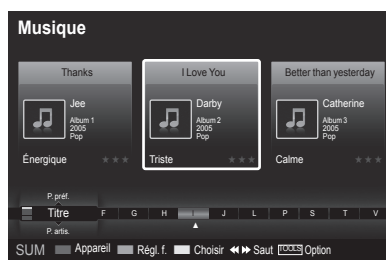 Musique
Thanks
Jee
Album 1
2005
Pop
Énergique
I Love You
Darby
Album 2
2005
Pop
Triste
Better than yesterday
Catherine
Album 3
2005
Pop
Calme
P. préf.
Titre F G H I J L P S T V
P. artis.
SUM Appareil Régl. f. Choisir Saut TOOLS Option